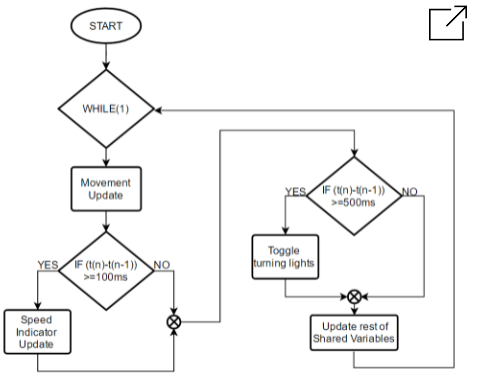 START
WHILE(1)
Movement
Update
YES
IF (t(n)-t(n-1))
>=100ms
NO
Speed
Indicator
Update
YES
IF (t(n)-t(n-1))
>=500ms
NO
Toggle
turning lights
Update rest of
Shared Variables